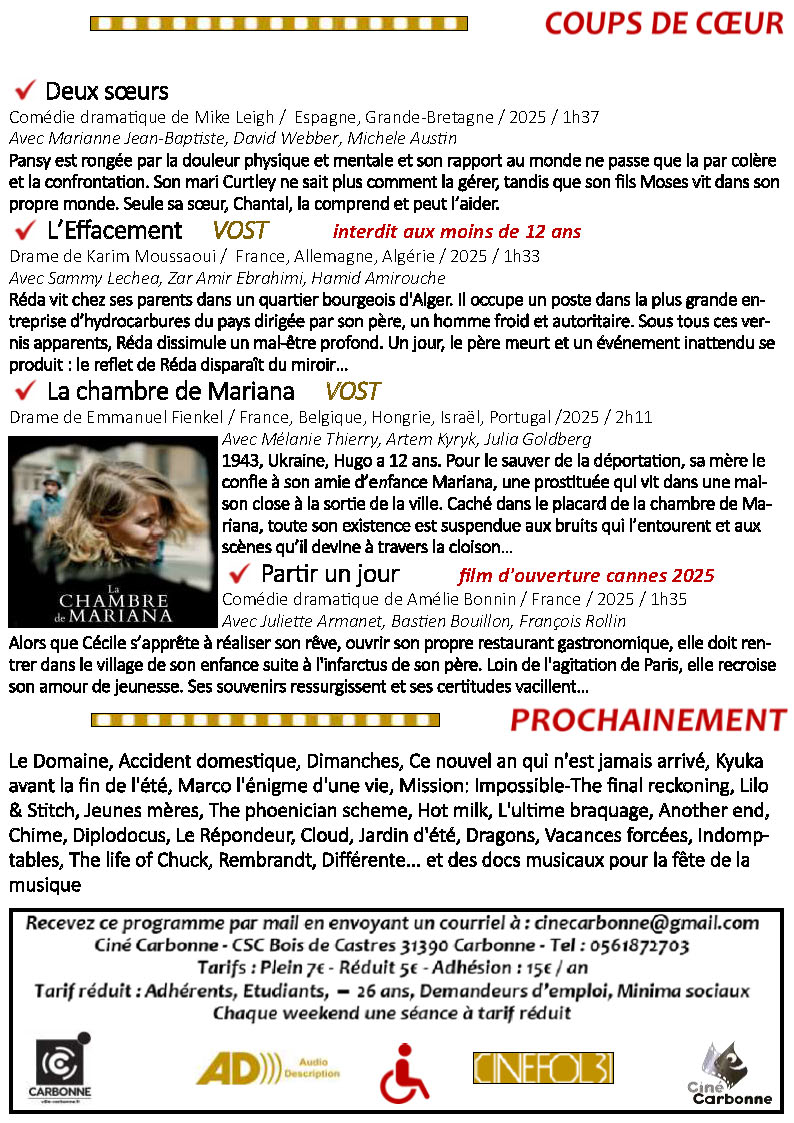 COUPS DE CŒUR
Deux sœurs
Comédie dramatique de Mike Leigh / Espagne, Grande-Bretagne / 2025 / 1h37
Avec Marianne Jean-Baptiste, David Webber, Michele Austin
Pansy est rongée par la douleur physique et mentale et son rapport au monde ne passe que la par colère
et la confrontation. Son mari Curtley ne sait plus comment la gérer, tandis que son fils Moses vit dans son
propre monde. Seule sa sœur, Chantal, la comprend et peut l’aider.
L’Effacement VOST interdit aux moins de 12 ans
Drame de Karim Moussaoui / France, Allemagne, Algérie / 2025 / 1h33
Avec Sammy Lechea, Zar Amir Ebrahimi, Hamid Amirouche
Réda vit chez ses parents dans un quartier bourgeois d'Alger. Il occupe un poste dans la plus grande en-
treprise d’hydrocarbures du pays dirigée par son père, un homme froid et autoritaire. Sous tous ces ver-
nis apparents, Réda dissimule un mal-être profond. Un jour, le père meurt et un événement inattendu se
produit : le reflet de Réda disparaît du miroir…
La chambre de Mariana VOST
Drame de Emmanuel Fienkel / France, Belgique, Hongrie, Israël, Portugal /2025 / 2h11
Avec Mélanie Thierry, Artem Kyryk, Julia Goldberg
1943, Ukraine, Hugo a 12 ans. Pour le sauver de la déportation, sa mère le
confie à son amie d’enfance Mariana, une prostituée qui vit dans une mai-
son close à la sortie de la ville. Caché dans le placard de la chambre de Ma-
riana, toute son existence est suspendue aux bruits qui l’entourent et aux
scènes qu’il devine à travers la cloison…
La
CHAMBRE
de MARIANA
Partir un jour film d'ouverture cannes 2025
Comédie dramatique de Amélie Bonnin / France / 2025 / 1h35
Avec Juliette Armanet, Bastien Bouillon, François Rollin
Alors que Cécile s’apprête à réaliser son rêve, ouvrir son propre restaurant gastronomique, elle doit ren-
trer dans le village de son enfance suite à l'infarctus de son père. Loin de l'agitation de Paris, elle recroise
son amour de jeunesse. Ses souvenirs ressurgissent et ses certitudes vacillent…
PROCHAINEMENT
Le Domaine, Accident domestique, Dimanches, Ce nouvel an qui n'est jamais arrivé, Kyuka
avant la fin de l'été, Marco l'énigme d'une vie, Mission: Impossible-The final reckoning, Lilo
& Stitch, Jeunes mères, The phoenician scheme, Hot milk, L'ultime braquage, Another end,
Chime, Diplodocus, Le Répondeur, Cloud, Jardin d'été, Dragons, Vacances forcées, Indomp-
tables, The life of Chuck, Rembrandt, Différente... et des docs musicaux pour la fête de la
musique
Recevez ce programme par mail en envoyant un courriel à : cinecarbonne@gmail.com
Ciné Carbonne - CSC Bois de Castres 31390 Carbonne - Tel : 0561872703
Tarifs : Plein 7€ - Réduit 5€ - Adhésion : 15€ / an
Tarif réduit : Adhérents, Etudiants, – 26 ans, Demandeurs d’emploi, Minima sociaux
Chaque weekend une séance à tarif réduit
CARBONNE
ville-carbonne.fr
AD
Audio
Description
CINEFOL 31
Ciné
Carbonne